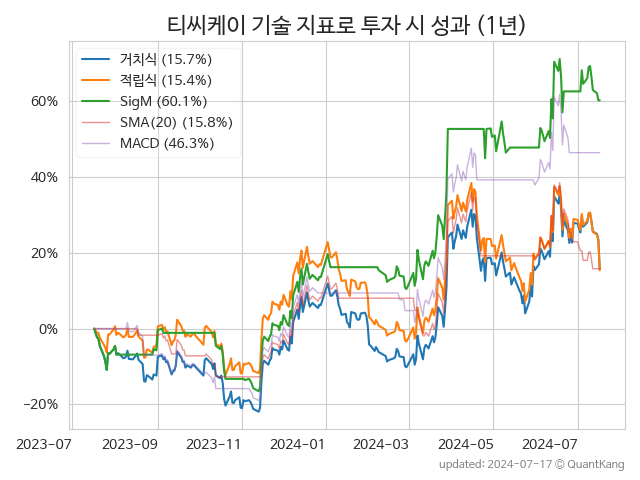 티씨케이 기술 지표로 투자 시 성과 (1년)
거치식 (15.7%)
적립식 (15.4%)
SigM (60.1%)
SMA(20) (15.8%)
MACD (46.3%)
60%
40%
20%
0%
−20%
2023-07 2023-09 2023-11 2024-01 2024-03 2024-05 2024-07
updated: 2024-07-17 © QuantKang